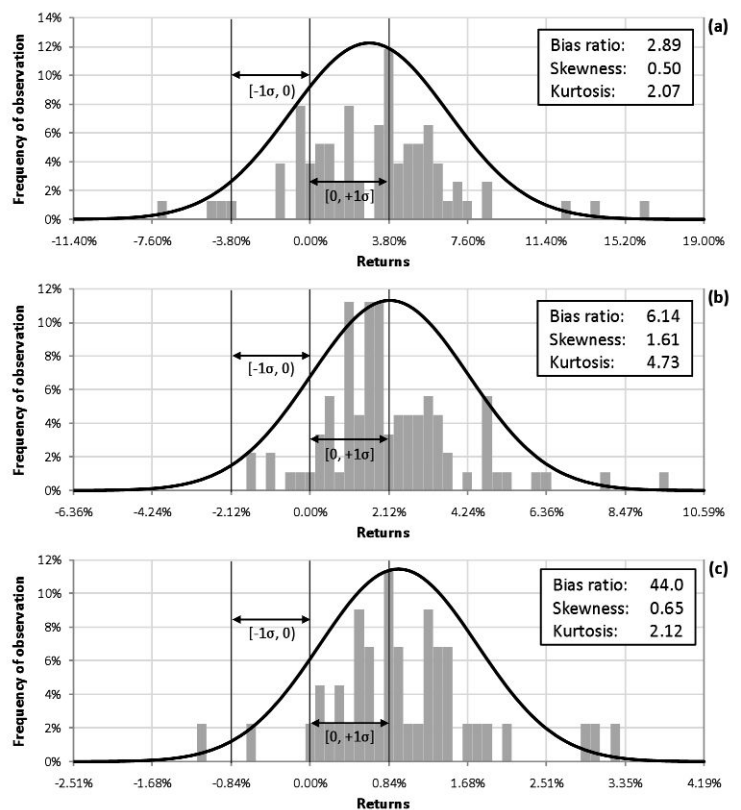 14%
12%
10%
8%
6%
4%
2%
0%
Frequency of observation
(a)
Bias ratio: 2.89
Skewness: 0.50
Kurtosis: 2.07
[-1σ, 0)
[0, +1σ]
-11.40% -7.60% -3.80% 0.00% 3.80% 7.60% 11.40% 15.20% 19.00%
Returns
12%
10%
8%
6%
4%
2%
0%
Frequency of observation
(b)
Bias ratio: 6.14
Skewness: 1.61
Kurtosis: 4.73
[-1σ, 0)
[0, +1σ]
-6.36% -4.24% -2.12% 0.00% 2.12% 4.24% 6.36% 8.47% 10.59%
Returns
12%
10%
8%
6%
4%
2%
0%
Frequency of observation
(c)
Bias ratio: 44.0
Skewness: 0.65
Kurtosis: 2.12
[-1σ, 0)
[0, +1σ]
-2.51% -1.68% -0.84% 0.00% 0.84% 1.68% 2.51% 3.35% 4.19%
Returns